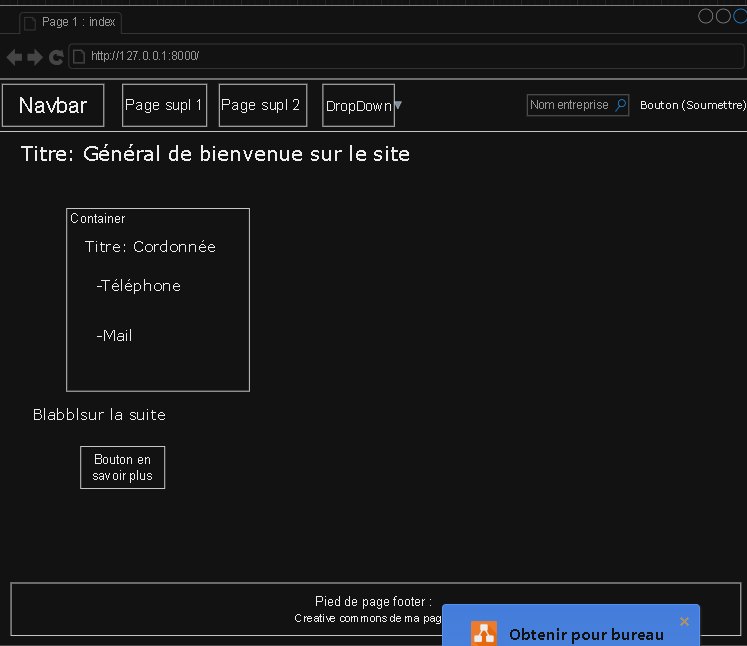 Page 1 : index
http://127.0.0.1:8000/
Navbar Page supl 1 Page supl 2 DropDown Nom entreprise Bouton (Soumettre)
Titre: Général de bienvenue sur le site
Container
Titre: Cordonnée
-Téléphone
-Mail
Blabblsur la suite
Bouton en
savoir plus
Pied de page footer :
Creative commons de ma pag
Obtenir pour bureau